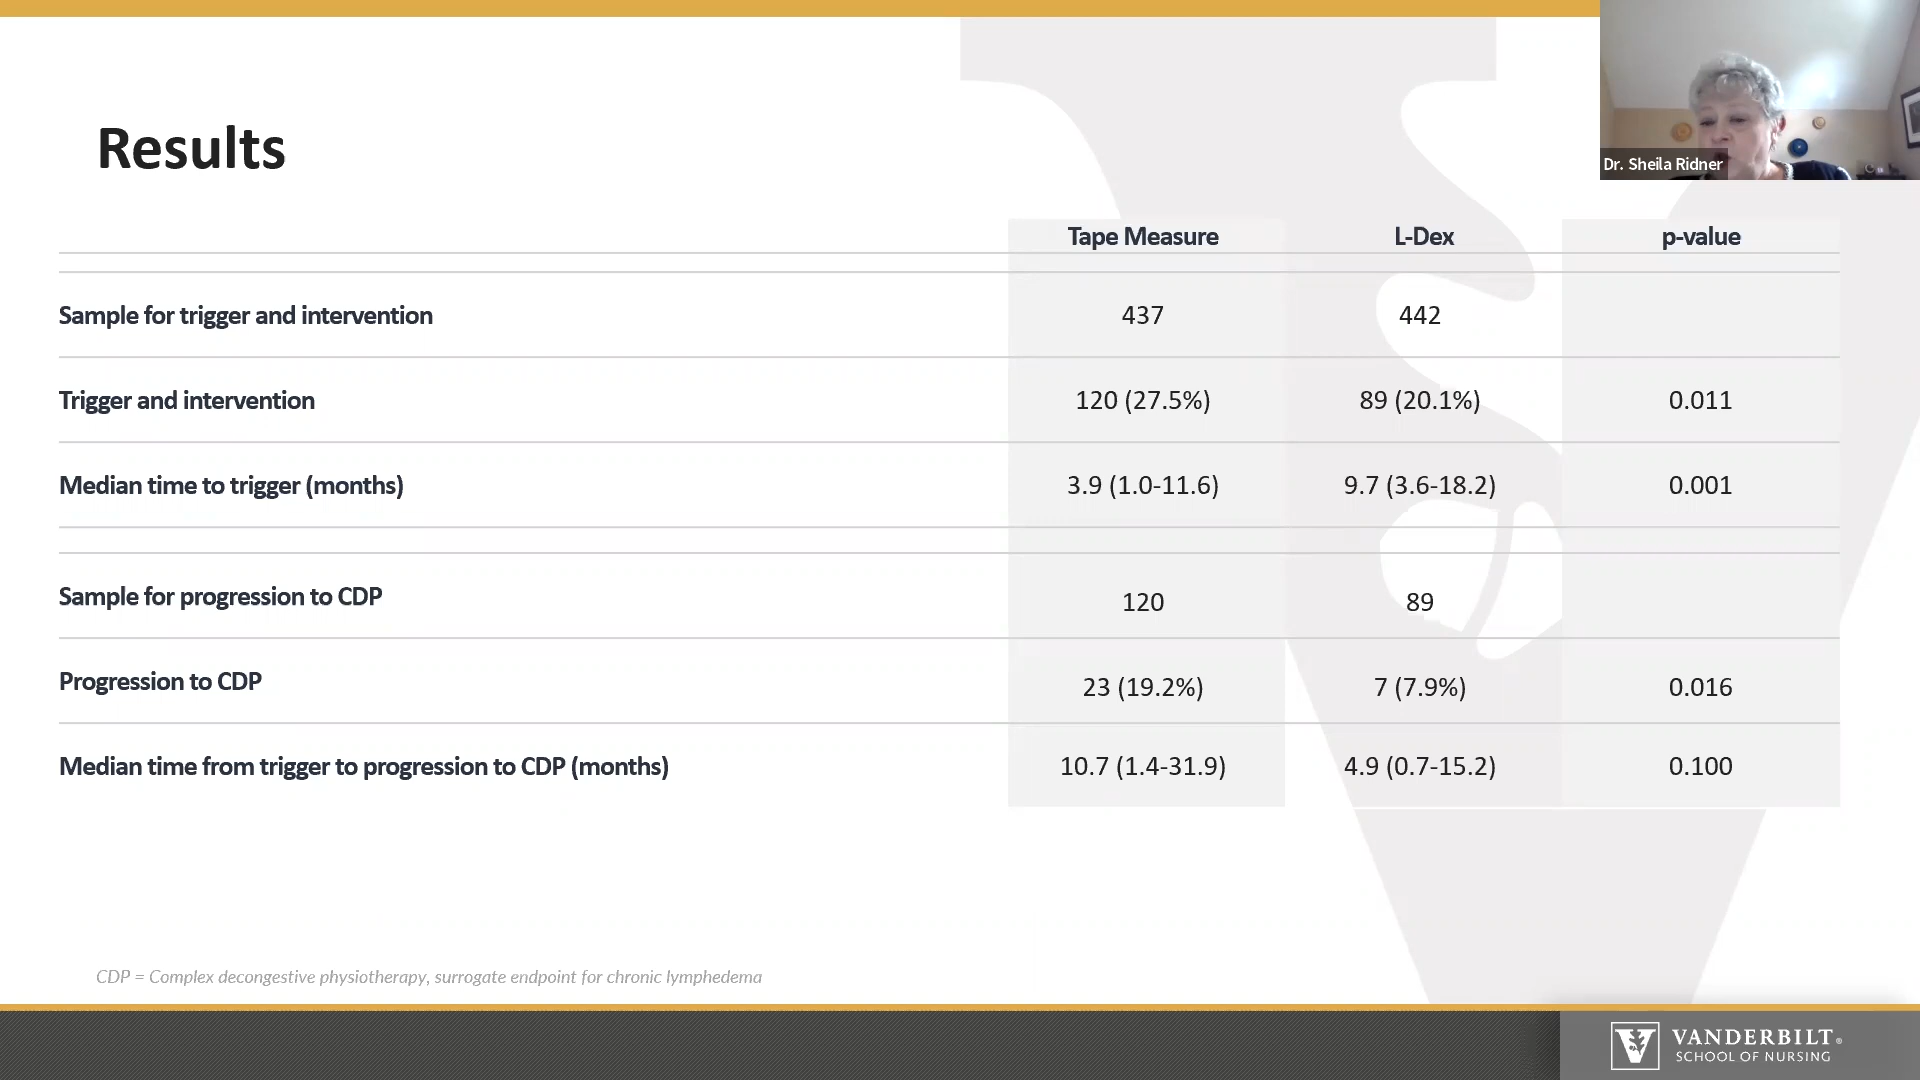 Results
Dr. Sheila Ridner
Tape Measure L-Dex p-value
Sample for trigger and intervention 437 442
Trigger and intervention 120 (27.5%) 89 (20.1%) 0.011
Median time to trigger (months) 3.9 (1.0-11.6) 9.7 (3.6-18.2) 0.001
Sample for progression to CDP 120 89
Progression to CDP 23 (19.2%) 7 (7.9%) 0.016
Median time from trigger to progression to CDP (months) 10.7 (1.4-31.9) 4.9 (0.7-15.2) 0.100
CDP = Complex decongestive physiotherapy, surrogate endpoint for chronic lymphedema
VANDERBILT®
SCHOOL OF NURSING